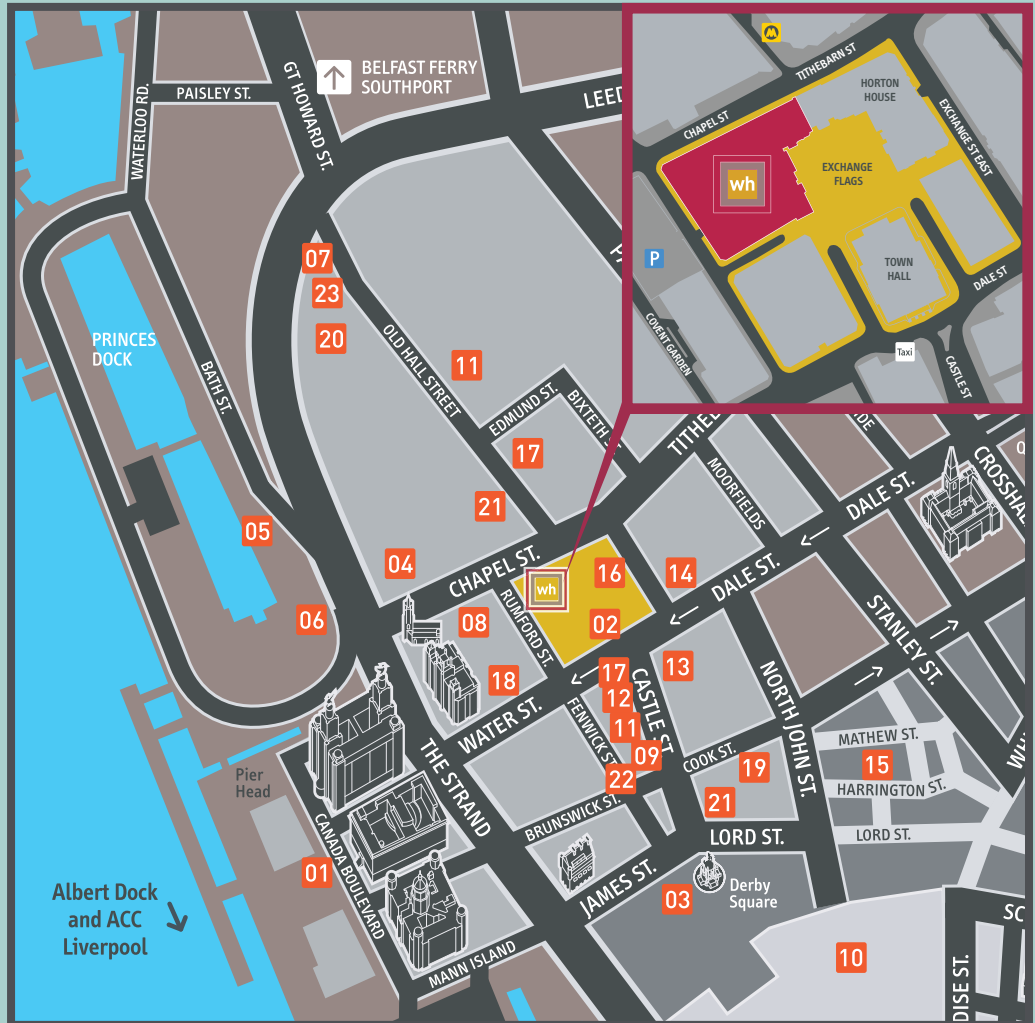 BELFAST FERRY
SOUTHPORT
GT HOWARD ST.
PAISLEY ST.
WATERLOO RD.
PRINCES
DOCK
BATH ST.
07
23
20
OLD HALL STREET
11
EDMUND ST.
BIXTETH
17
21
MOORFIELDS
DALE ST.
STANLEY ST.
05
04
CHAPEL ST.
wh
16
14
DALE ST.
06
08
RUMFORD ST.
02
18
WATER ST.
17
12
11
09
22
CASTLE ST
13
FENWICK ST.
COOK ST.
NORTH JOHN ST.
19
21
MATHEW ST.
15
HARRINGTON ST.
LORD ST.
LORD ST.
BRUNSWICK ST.
JAMES ST.
THE STRAND
Pier
Head
CANADA BOULEVARD
01
Albert Dock
and ACC
Liverpool
MANN ISLAND
03
Derby
Square
10
M
TITHEBARN ST
HORTON
HOUSE
CHAPEL ST
EXCHANGE ST EAST
EXCHANGE
FLAGS
wh
P
TOWN
HALL
DALE ST
COVENT GARDEN
Taxi
CASTLE ST